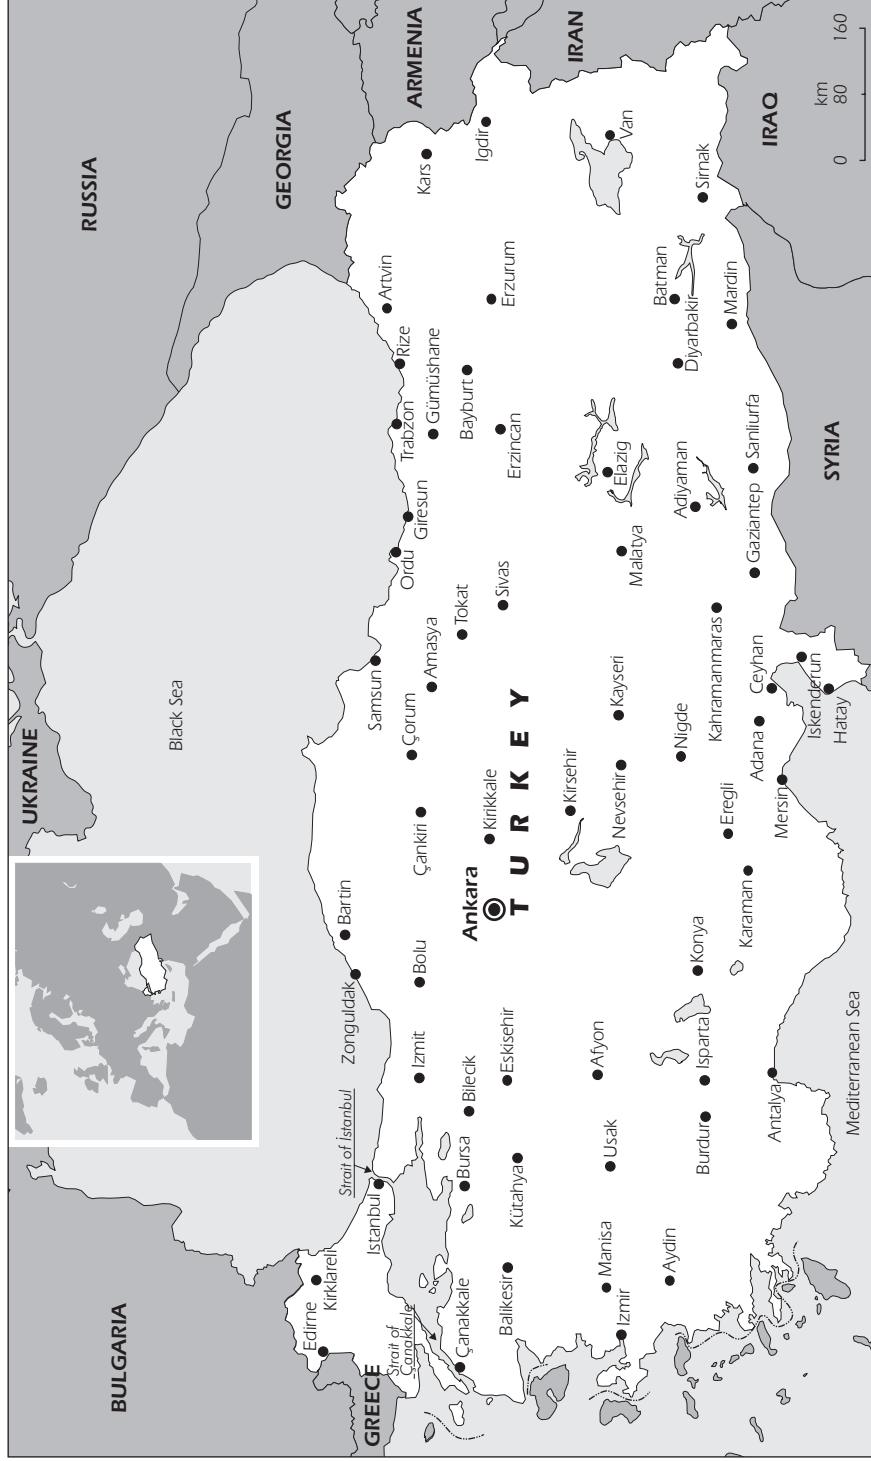 RUSSIA
GEORGIA
ARMENIA
IRAN
IRAQ
SYRIA
UKRAINE
BULGARIA
GREECE
Black Sea
Mediterranean Sea
TURKEY
Ankara
Strait of İstanbul
Strait of
Çanakkale
Edirne
Kirklareli
Istanbul
Çanakkale
Balikesir
Bursa
Bilecik
Izmit
Kütahya
Eskisehir
Manisa
Izmir
Aydin
Usak
Afyon
Burdur
Isparta
Antalya
Zonguldak
Bartin
Bolu
Çankiri
Kirikkale
Kirsehir
Nevsehir
Kayseri
Nigde
Konya
Karaman
Eregli
Mersin
Adana
Ceyhan
Iskenderun
Hatay
Çorum
Samsun
Amasya
Tokat
Sivas
Ordu
Giresun
Trabzon
Gümüshane
Rize
Artvin
Bayburt
Erzincan
Erzurum
Kars
Igdir
Van
Malatya
Elazig
Adiyaman
Kahramanmaras
Gaziantep
Sanliurfa
Diyarbakir
Batman
Mardin
Sirnak
km
0 80 160